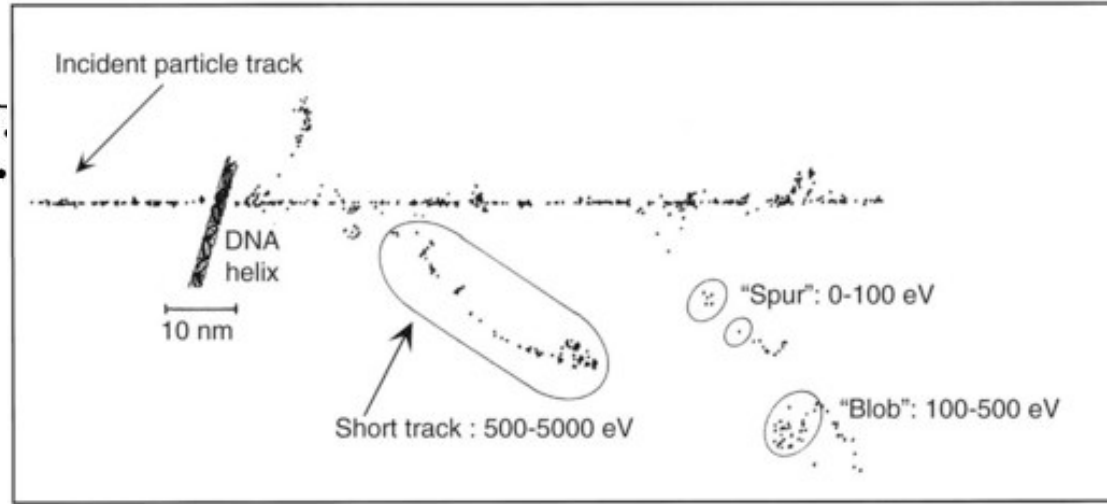 Incident particle track
DNA
helix
10 nm
"Spur": 0-100 eV
"Blob": 100-500 eV
Short track : 500-5000 eV